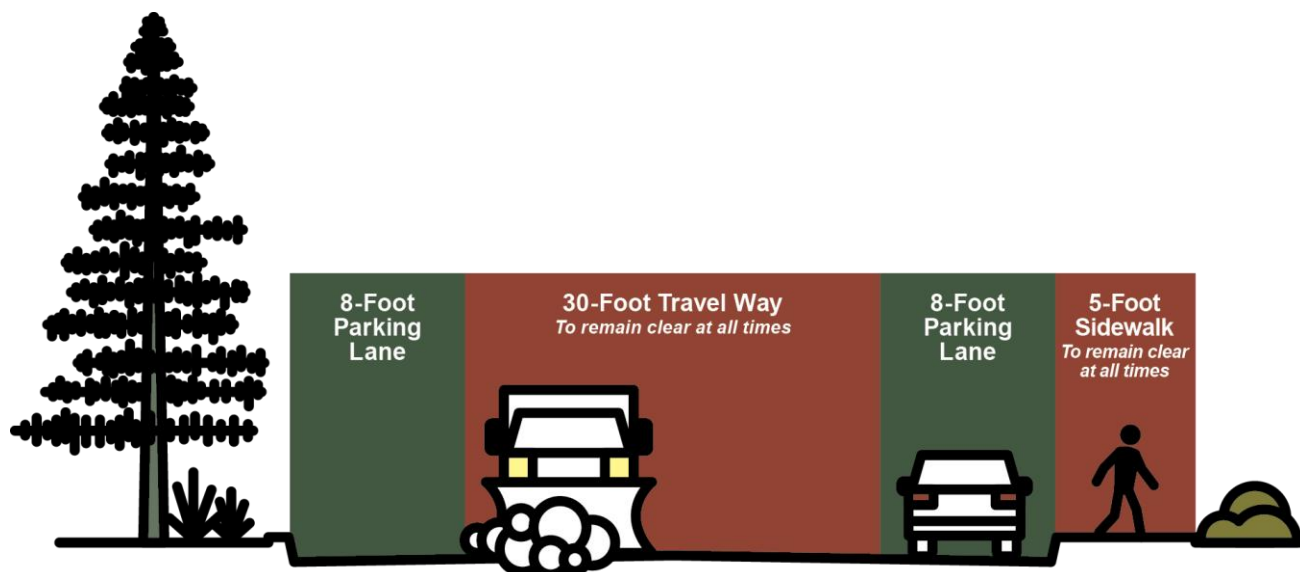 8-Foot
Parking
Lane
30-Foot Travel Way
To remain clear at all times
8-Foot
Parking
Lane
5-Foot
Sidewalk
To remain clear
at all times